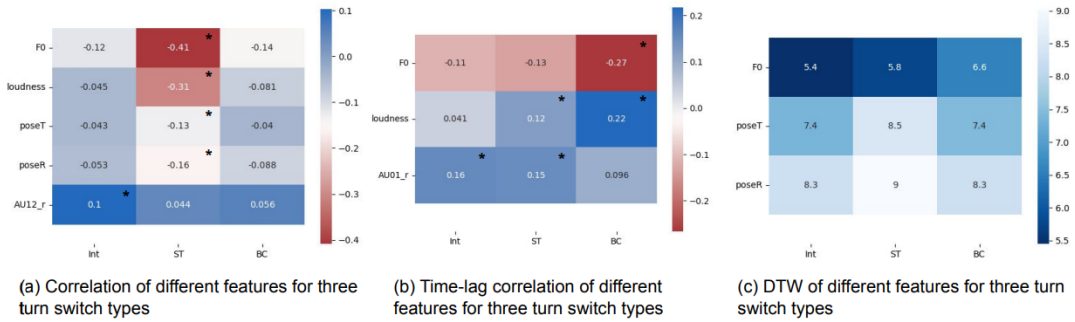 0.1
F0 -0.12 -0.41 * -0.14
0.0
loudness -0.045 -0.31 * -0.081
-0.1
poseT -0.043 -0.13 * -0.04
-0.2
poseR -0.053 -0.16 * -0.088
-0.3
AU12_r 0.1 * 0.044 0.056
-0.4
Int ST BC
(a) Correlation of different features for three
turn switch types
F0 -0.11 -0.13 -0.27 *
0.2
0.1
loudness 0.041 0.12 * 0.22 *
0.0
-0.1
AU01_r 0.16 * 0.15 * 0.096
-0.2
Int ST BC
(b) Time-lag correlation of different
features for three turn switch types
9.0
F0 5.4 5.8 6.6
8.5
8.0
7.5
poseT 7.4 8.5 7.4
7.0
6.5
poseR 8.3 9 8.3
6.0
5.5
Int ST BC
(c) DTW of different features for three turn
switch types